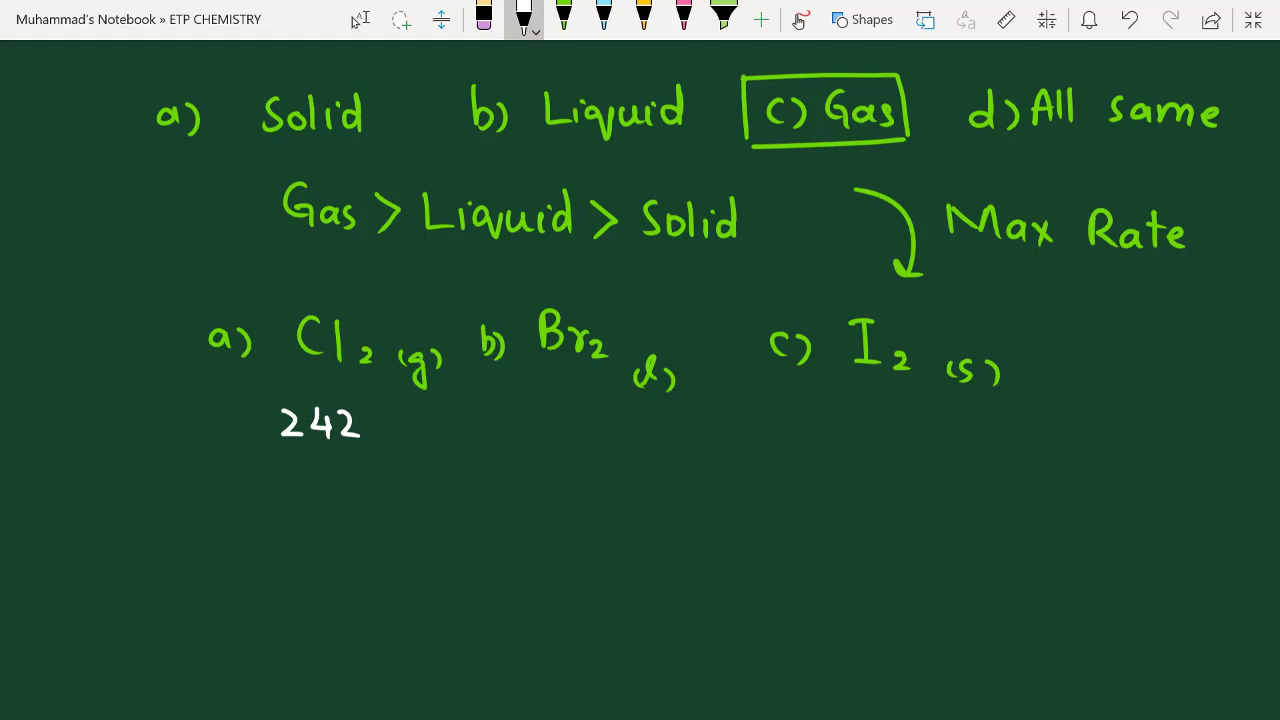 Muhammad's Notebook » ETP CHEMISTRY
Shapes
a) Solid b) Liquid c) Gas d) All same
Gas > Liquid > Solid Max Rate
a) Cl₂ (g) b) Br₂ (l) c) I₂ (s)
242